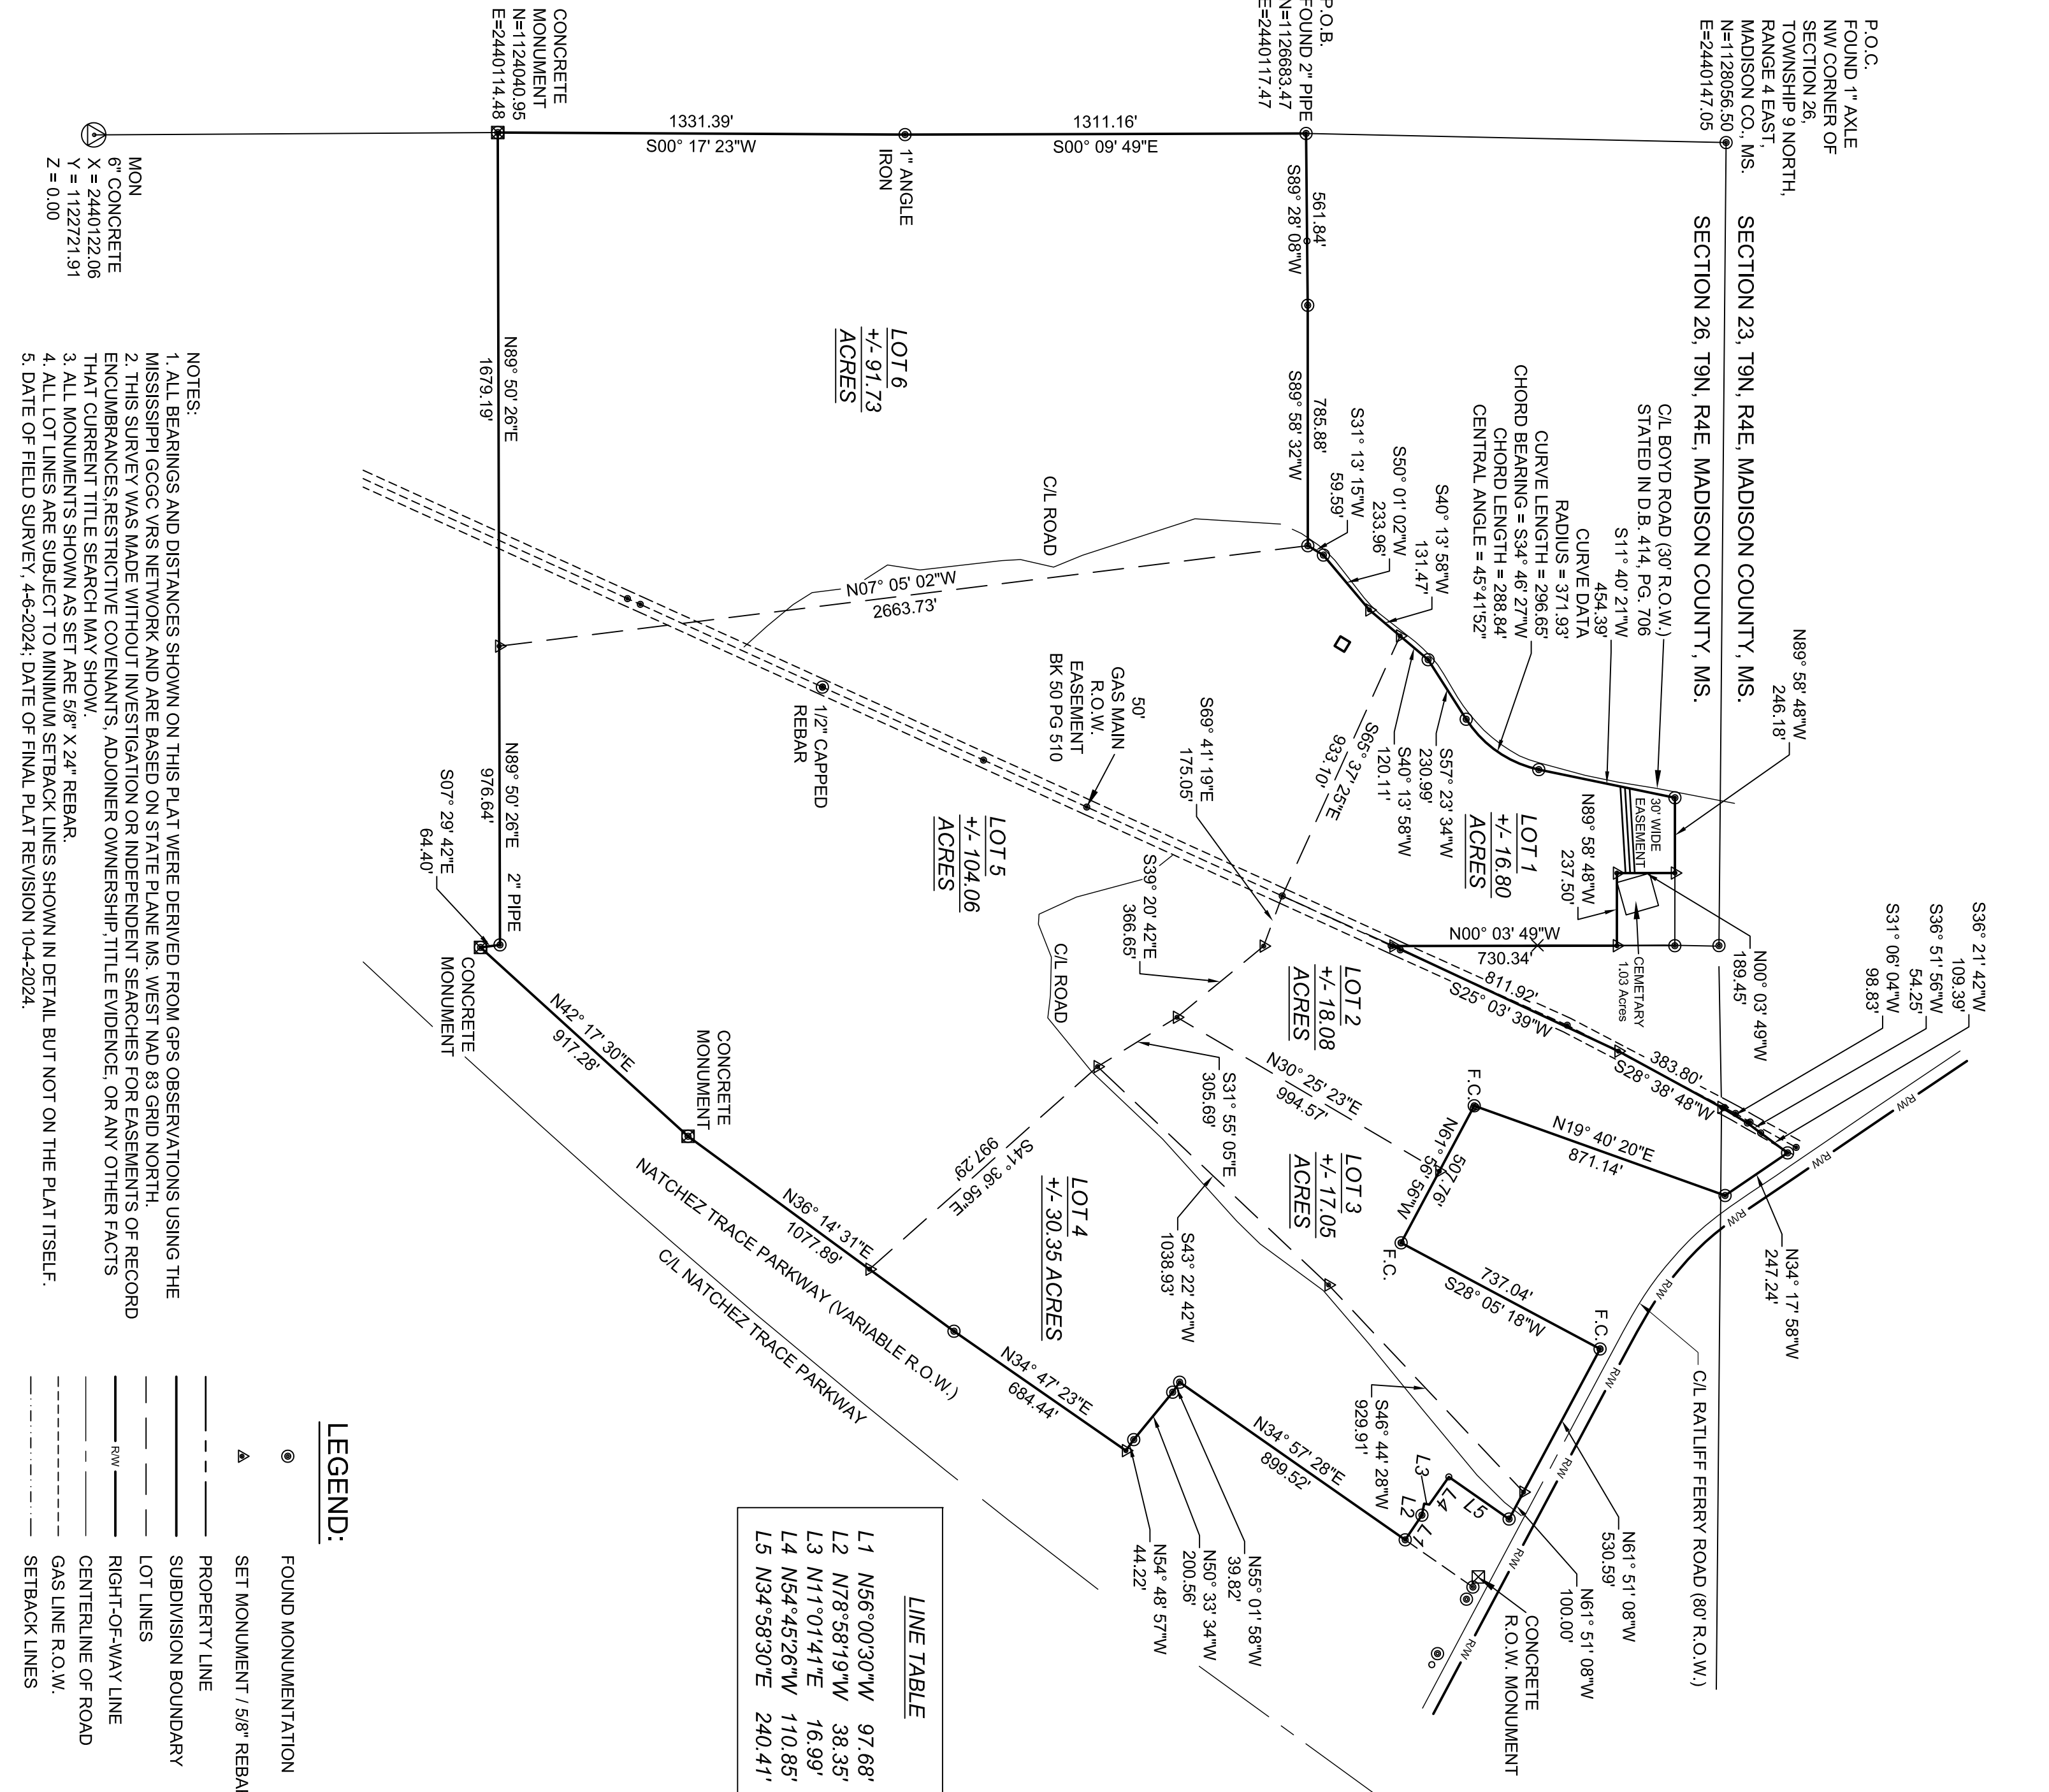 P.O.C.
FOUND 1" AXLE
NW CORNER OF
SECTION 26,
TOWNSHIP 9 NORTH,
RANGE 4 EAST,
MADISON CO., MS.
N=1128056.50
E=2440147.05
SECTION 23, T9N, R4E, MADISON COUNTY, MS.
SECTION 26, T9N, R4E, MADISON COUNTY, MS.
N89° 58' 48"W
246.18'
C/L BOYD ROAD (30' R.O.W.)
STATED IN D.B. 414, PG. 706
S11° 40' 21"W
454.39'
CURVE DATA
RADIUS = 371.93'
CURVE LENGTH = 296.65'
CHORD BEARING = S34° 46' 27"W
CHORD LENGTH = 288.84'
CENTRAL ANGLE = 45°41'52"
S40° 13' 58"W
131.47'
S50° 01' 02"W
233.96'
S31° 13' 15"W
59.59'
30' WIDE
EASEMENT
N89° 58' 48"W
237.50'
CEMETARY
1.03 Acres
N00° 03' 49"W
189.45'
S36° 21' 42"W
109.39'
S36° 51' 56"W
54.25'
S31° 06' 04"W
98.83'
LOT 1
+/- 16.80
ACRES
S57° 23' 34"W
230.99'
S40° 13' 58"W
120.11'
S65° 37' 25"E
933.10'
N00° 03' 49"W
730.34'
811.92'
S25° 03' 39"W
383.80'
S28° 38' 48"W
N34° 17' 58"W
247.24'
C/L RATLIFF FERRY ROAD (80' R.O.W.)
R/W
R/W
R/W
R/W
R/W
R/W
R/W
R/W
N19° 40' 20"E
871.14'
F.C.
507.76'
N61° 56' 56"W
F.C.
737.04'
S28° 05' 18"W
F.C.
N61° 51' 08"W
530.59'
N61° 51' 08"W
100.00'
CONCRETE
R.O.W. MONUMENT
P.O.B.
FOUND 2" PIPE
N=1126683.47
E=2440117.47
561.84'
S89° 28' 08"W
785.88'
S89° 58' 32"W
1311.16'
S00° 09' 49"E
1" ANGLE
IRON
1331.39'
S00° 17' 23"W
CONCRETE
MONUMENT
N=1124040.95
E=2440114.48
LOT 6
+/- 91.73
ACRES
C/L ROAD
N07° 05' 02"W
2663.73'
50'
GAS MAIN
R.O.W.
EASEMENT
BK 50 PG 510
1/2" CAPPED
REBAR
S69° 41' 19"E
175.05'
S39° 20' 42"E
366.65'
LOT 5
+/- 104.06
ACRES
C/L ROAD
LOT 2
+/- 18.08
ACRES
N30° 25' 23"E
994.57'
S31° 55' 05"E
305.69'
LOT 3
+/- 17.05
ACRES
S43° 22' 42"W
1038.93'
S46° 44' 28"W
929.91'
S41° 36' 56"E
997.29'
LOT 4
+/- 30.35 ACRES
L1
L2
L3
L4
L5
N34° 57' 28"E
899.52'
N55° 01' 58"W
39.82'
N50° 33' 34"W
200.56'
N54° 48' 57"W
44.22'
N34° 47' 23"E
684.44'
N36° 14' 31"E
1077.89'
CONCRETE
MONUMENT
N42° 17' 30"E
917.28'
NATCHEZ TRACE PARKWAY (VARIABLE R.O.W.)
C/L NATCHEZ TRACE PARKWAY
N89° 50' 26"E
1679.19'
N89° 50' 26"E
976.64'
2" PIPE
S07° 29' 42"E
64.40'
CONCRETE
MONUMENT
MON
6" CONCRETE
X = 2440122.06
Y = 1122721.91
Z = 0.00
NOTES:
1. ALL BEARINGS AND DISTANCES SHOWN ON THIS PLAT WERE DERIVED FROM GPS OBSERVATIONS USING THE
MISSISSIPPI GCGC VRS NETWORK AND ARE BASED ON STATE PLANE MS. WEST NAD 83 GRID NORTH.
2. THIS SURVEY WAS MADE WITHOUT INVESTIGATION OR INDEPENDENT SEARCHES FOR EASEMENTS OF RECORD
ENCUMBRANCES,RESTRICTIVE COVENANTS, ADJOINER OWNERSHIP,TITLE EVIDENCE, OR ANY OTHER FACTS
THAT CURRENT TITLE SEARCH MAY SHOW.
3. ALL MONUMENTS SHOWN AS SET ARE 5/8" X 24" REBAR.
4. ALL LOT LINES ARE SUBJECT TO MINIMUM SETBACK LINES SHOWN IN DETAIL BUT NOT ON THE PLAT ITSELF.
5. DATE OF FIELD SURVEY, 4-6-2024; DATE OF FINAL PLAT REVISION 10-4-2024.
LINE TABLE
L1 N56°00'30"W 97.68'
L2 N78°58'19"W 38.35'
L3 N11°01'41"E 16.99'
L4 N54°45'26"W 110.85'
L5 N34°58'30"E 240.41'
LEGEND:
FOUND MONUMENTATION
SET MONUMENT / 5/8" REBAR
PROPERTY LINE
SUBDIVISION BOUNDARY
LOT LINES
R/W RIGHT-OF-WAY LINE
CENTERLINE OF ROAD
GAS LINE R.O.W.
SETBACK LINES